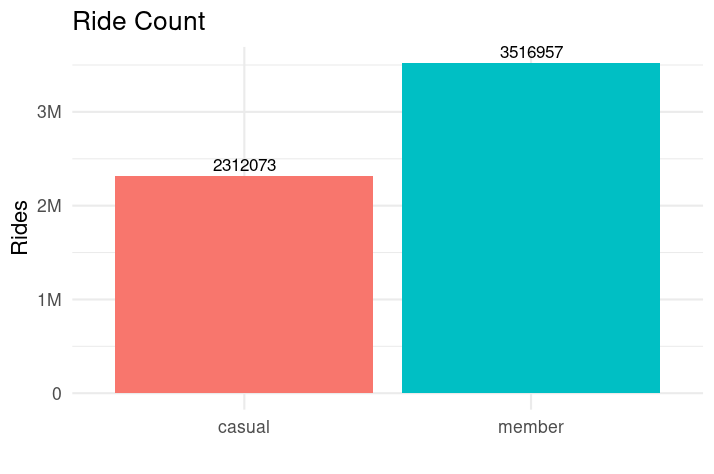 Ride Count
3516957
3M
2312073
2M
Rides
1M
0
casual
member